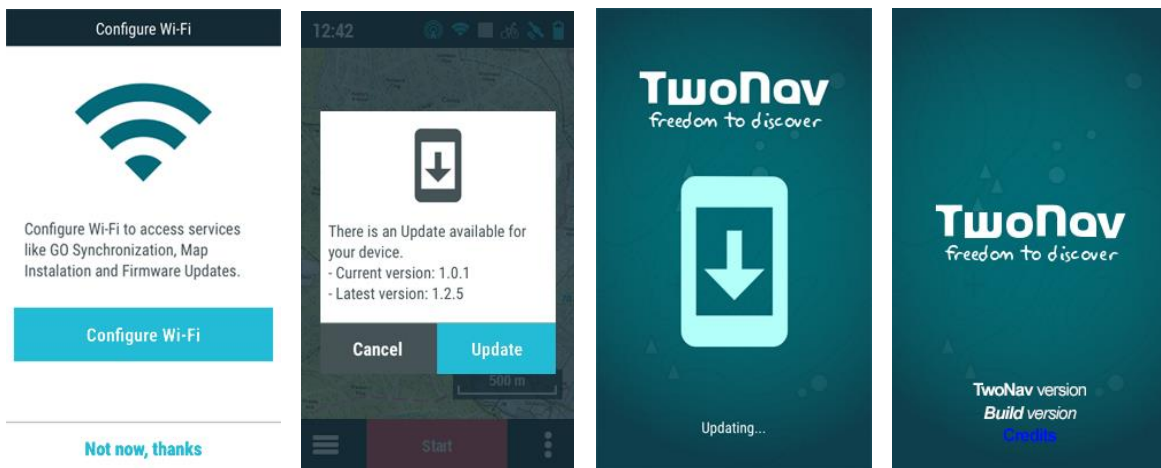 Configure Wi-Fi
Configure Wi-Fi to access services
like GO Synchronization, Map
Instalation and Firmware Updates.
Configure Wi-Fi
Not now, thanks
12:42
There is an Update available for
your device.
- Current version: 1.0.1
- Latest version: 1.2.5
Cancel
Update
500 m
Start
TwoNav
freedom to discover
Updating...
TwoNav
freedom to discover
TwoNav version
Build version
Credits